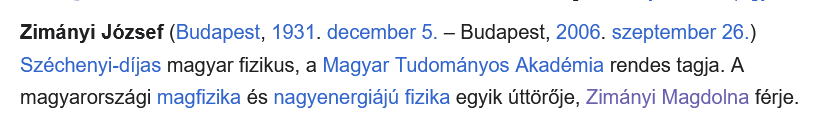 Zimányi József (Budapest, 1931. december 5. – Budapest, 2006. szeptember 26.)
Széchenyi-díjas magyar fizikus, a Magyar Tudományos Akadémia rendes tagja. A
magyarországi magfizika és nagyenergiájú fizika egyik úttörője, Zimányi Magdolna férje.